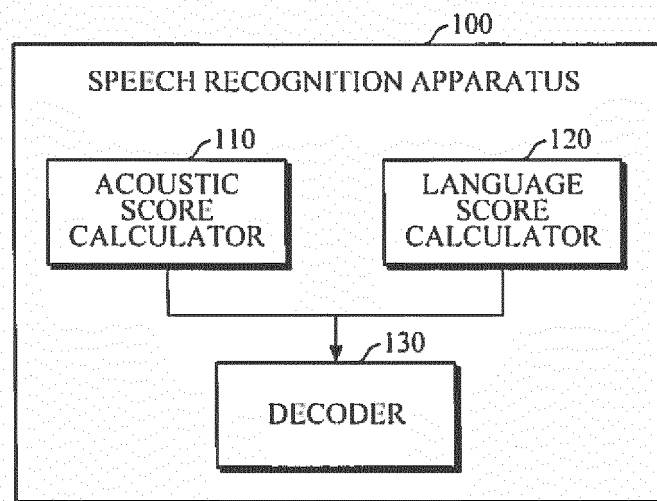 100
SPEECH RECOGNITION APPARATUS
110
120
ACOUSTIC
SCORE
CALCULATOR
LANGUAGE
SCORE
CALCULATOR
130
DECODER